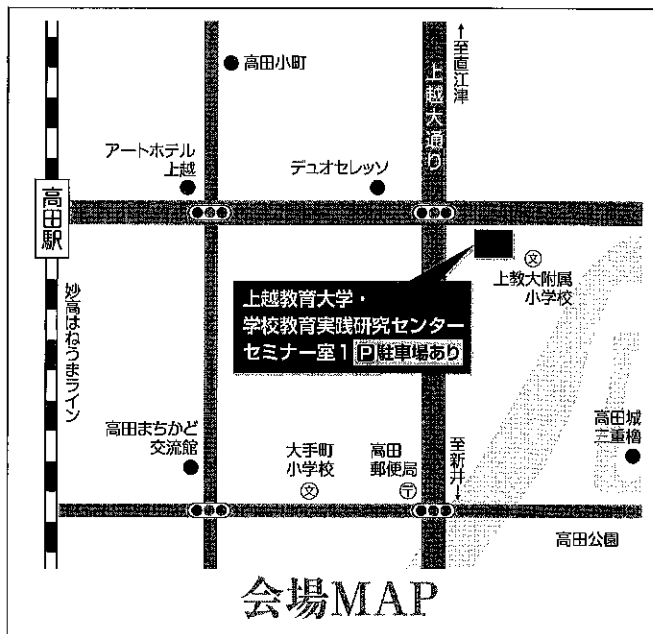 高田小町
上越大通り
↑至直江津
アートホテル
上越
デュオセレッソ
高田駅
妙高はねうまライン
文
上教大附属
小学校
上越教育大学・
学校教育実践研究センター
セミナー室1 P駐車場あり
高田まちかど
交流館
大手町
小学校
文
高田
郵便局
〒
至新井↓
高田城
三重櫓
高田公園
会場MAP